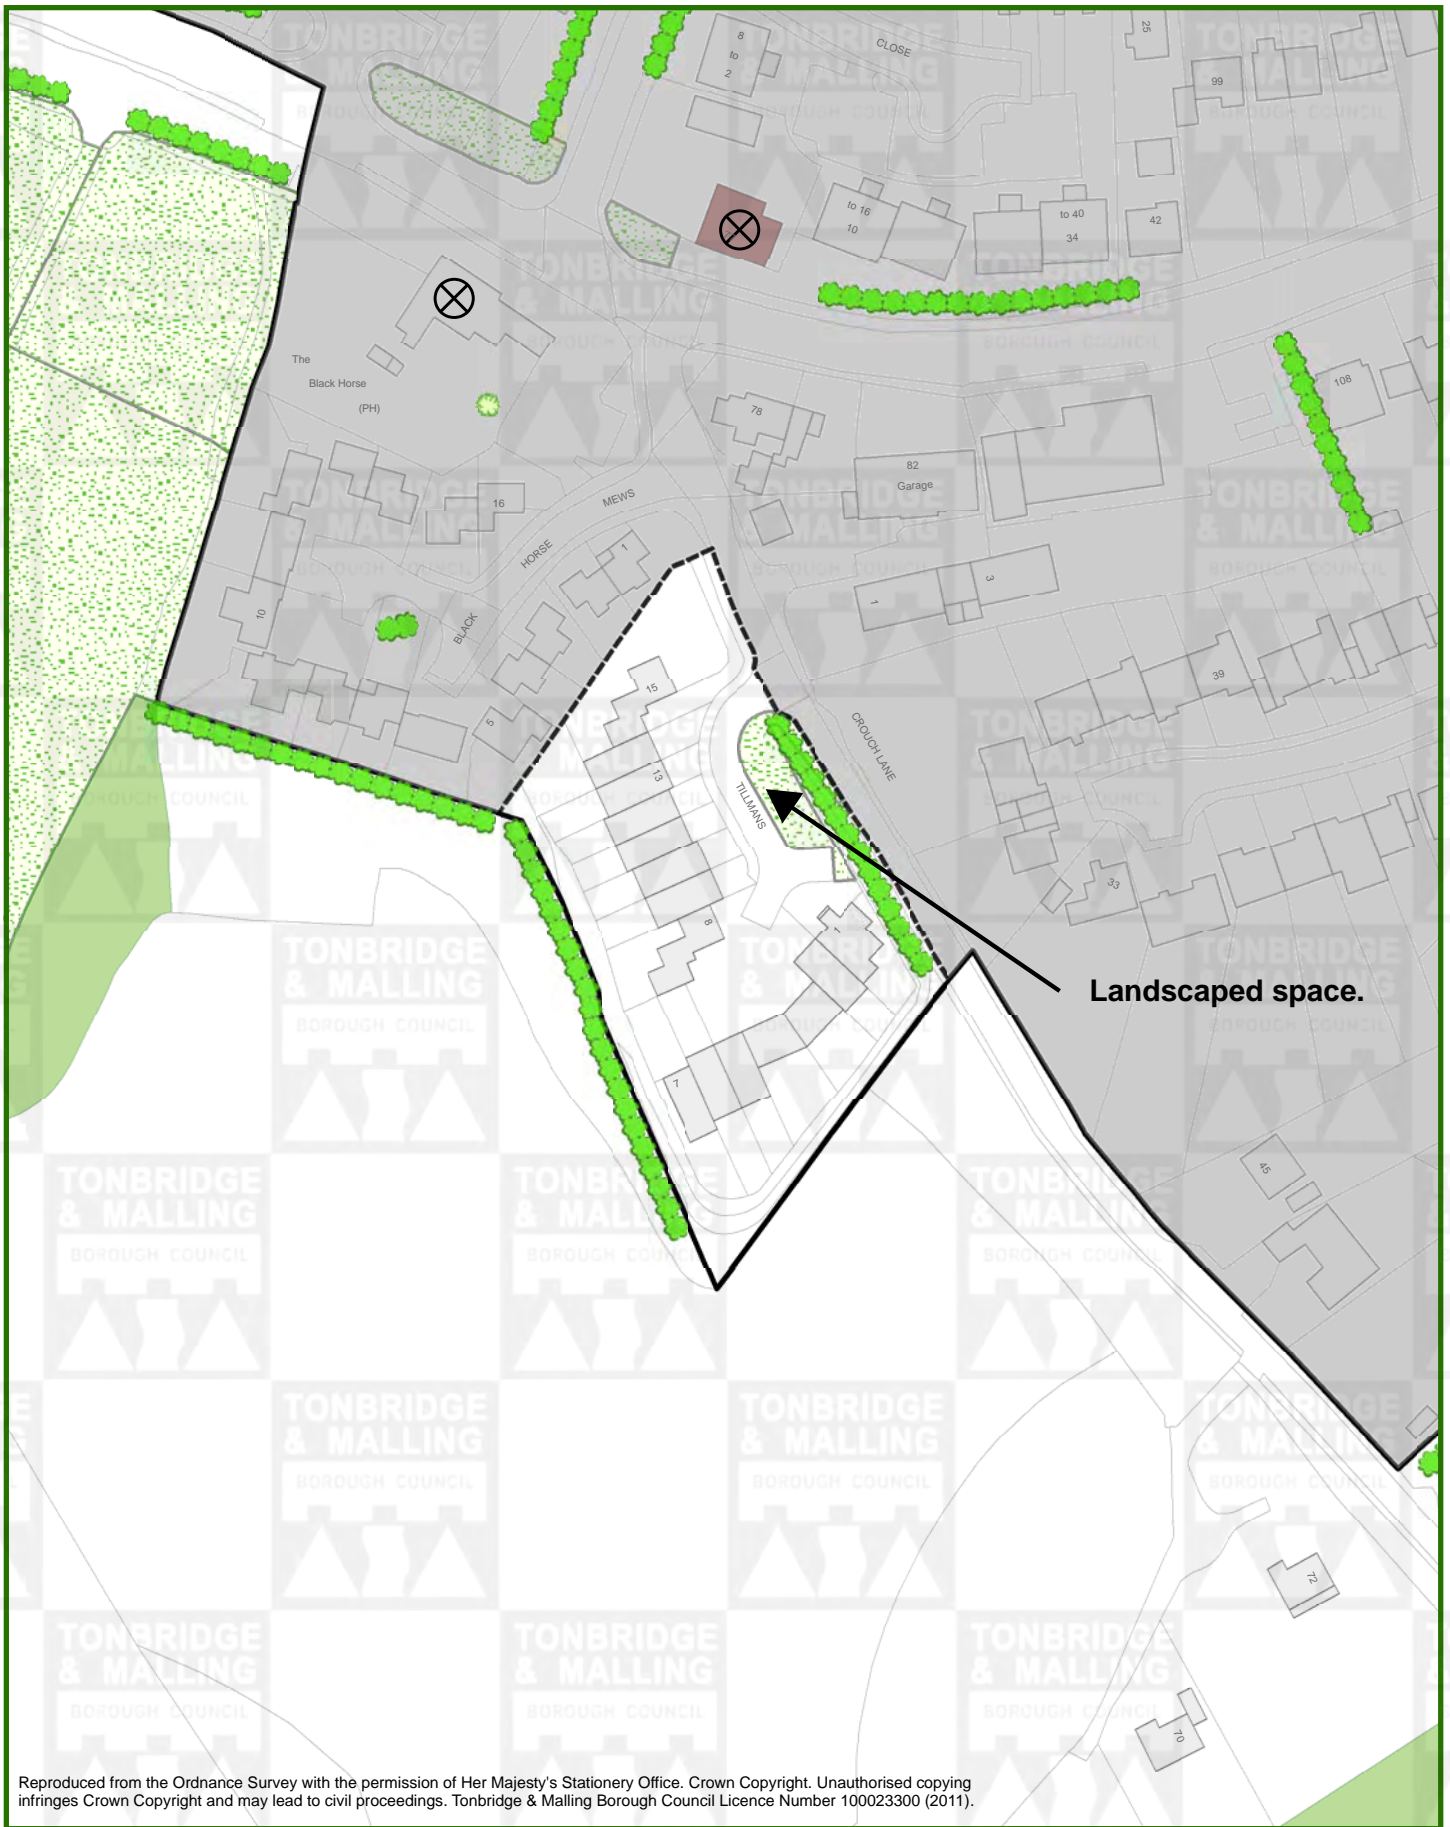 CLOSE
25
8
to
2
99
to 16
10
to 40
34
42
The
Black Horse
(PH)
108
78
82
Garage
16
MEWS
HORSE
BLACK
1
1
3
10
39
15
5
13
CROUCH LANE
TILLMANS
33
8
1
Landscaped space.
7
45
72
70
TONBRIDGE
& MALLING
BOROUGH COUNCIL
Reproduced from the Ordnance Survey with the permission of Her Majesty's Stationery Office. Crown Copyright. Unauthorised copying
infringes Crown Copyright and may lead to civil proceedings. Tonbridge & Malling Borough Council Licence Number 100023300 (2011).